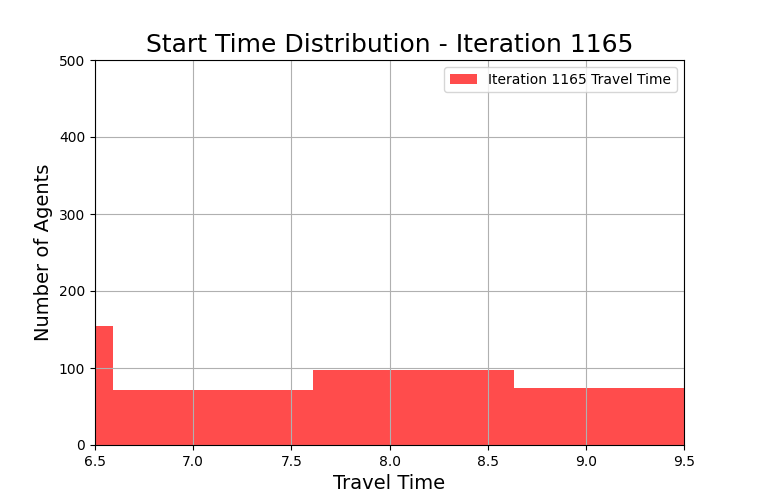 Start Time Distribution - Iteration 1165
Iteration 1165 Travel Time
Number of Agents
500
400
300
200
100
0
6.5 7.0 7.5 8.0 8.5 9.0 9.5
Travel Time